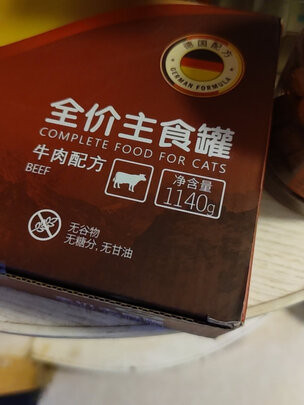 德国配方
GERMAN FORMULA
全价主食罐
COMPLETE FOOD FOR CATS
牛肉配方
BEEF
净含量
1140g
无谷物
无糖分,无甘油